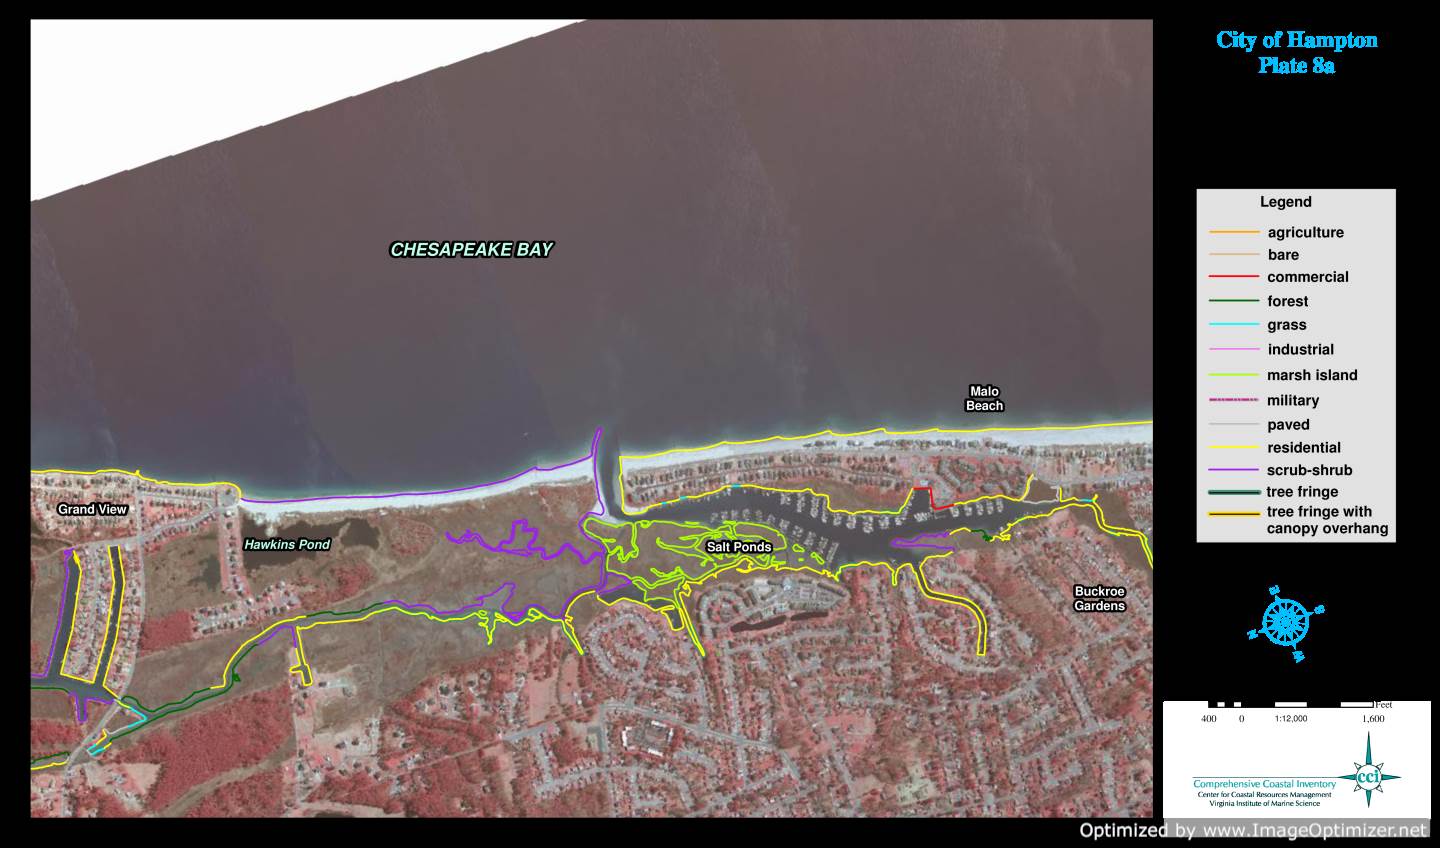 City of Hampton
Plate 8a
CHESAPEAKE BAY
Malo
Beach
Grand View
Hawkins Pond
Salt Ponds
Buckroe
Gardens
Legend
agriculture
bare
commercial
forest
grass
industrial
marsh island
military
paved
residential
scrub-shrub
tree fringe
tree fringe with
canopy overhang
Feet
400 0 1:12,000 1,600
cci
Comprehensive Coastal Inventory
Center for Coastal Resources Management
Virginia Institute of Marine Science
Optimized by www.ImageOptimizer.net